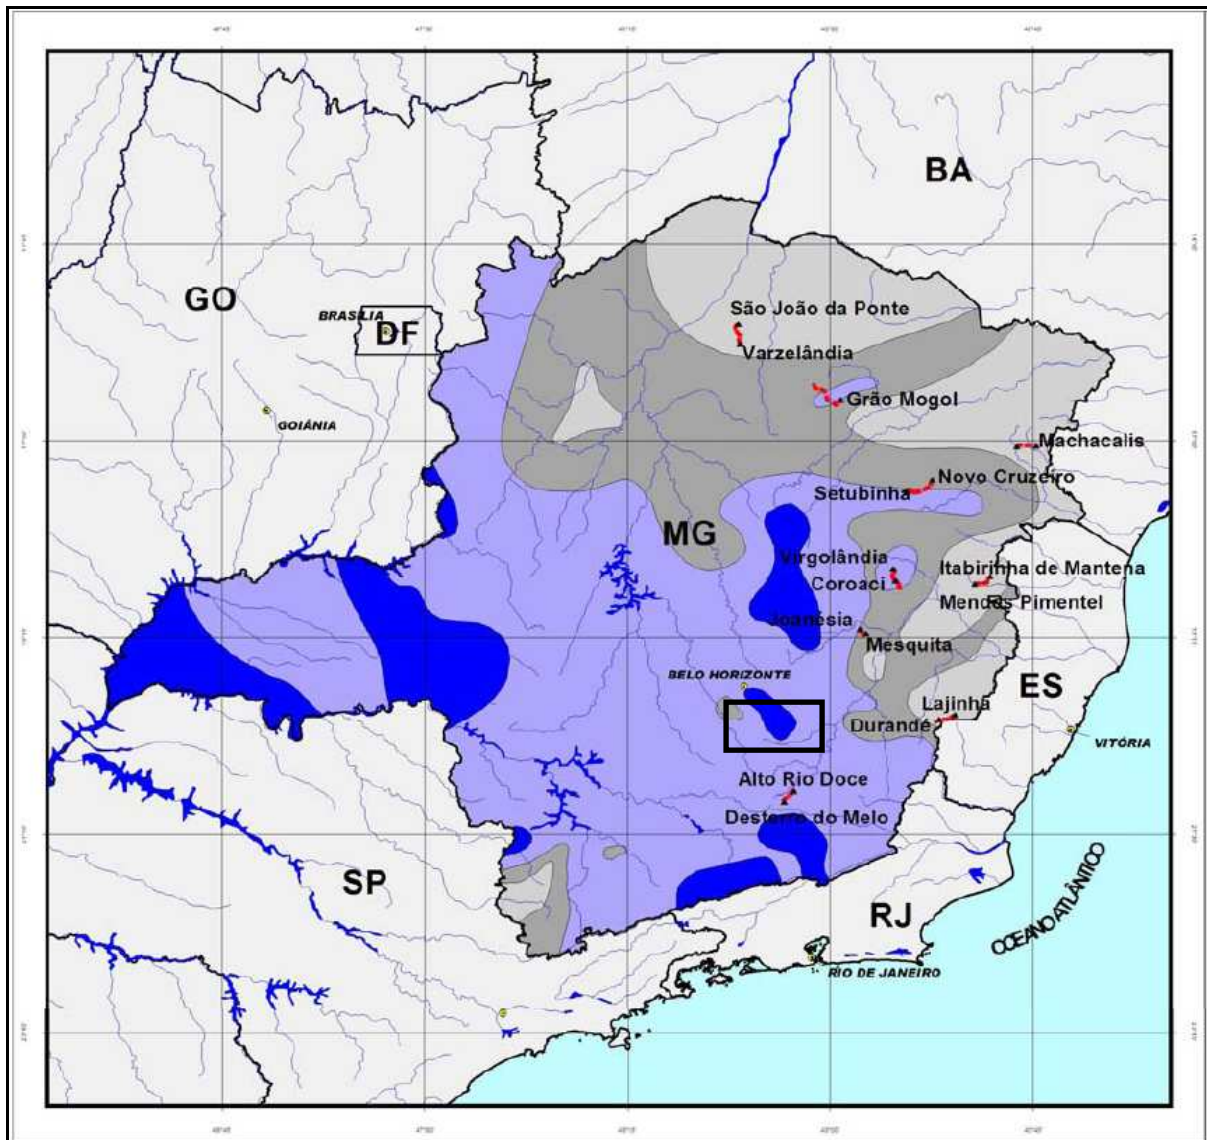 BA
GO
BRASÍLIA
DF
São João da Ponte
Varzelândia
Grão Mogol
GOIÂNIA
Machacalis
Novo Cruzeiro
Setubinha
MG
Virgolândia
Itabirinha de Mantena
Coroaci
Mendes Pimentel
Joanésia
Mesquita
BELO HORIZONTE
ES
Lajinha
Durandé
VITÓRIA
Alto Rio Doce
Desterro do Melo
SP
RJ
OCEANO ATLÂNTICO
RIO DE JANEIRO